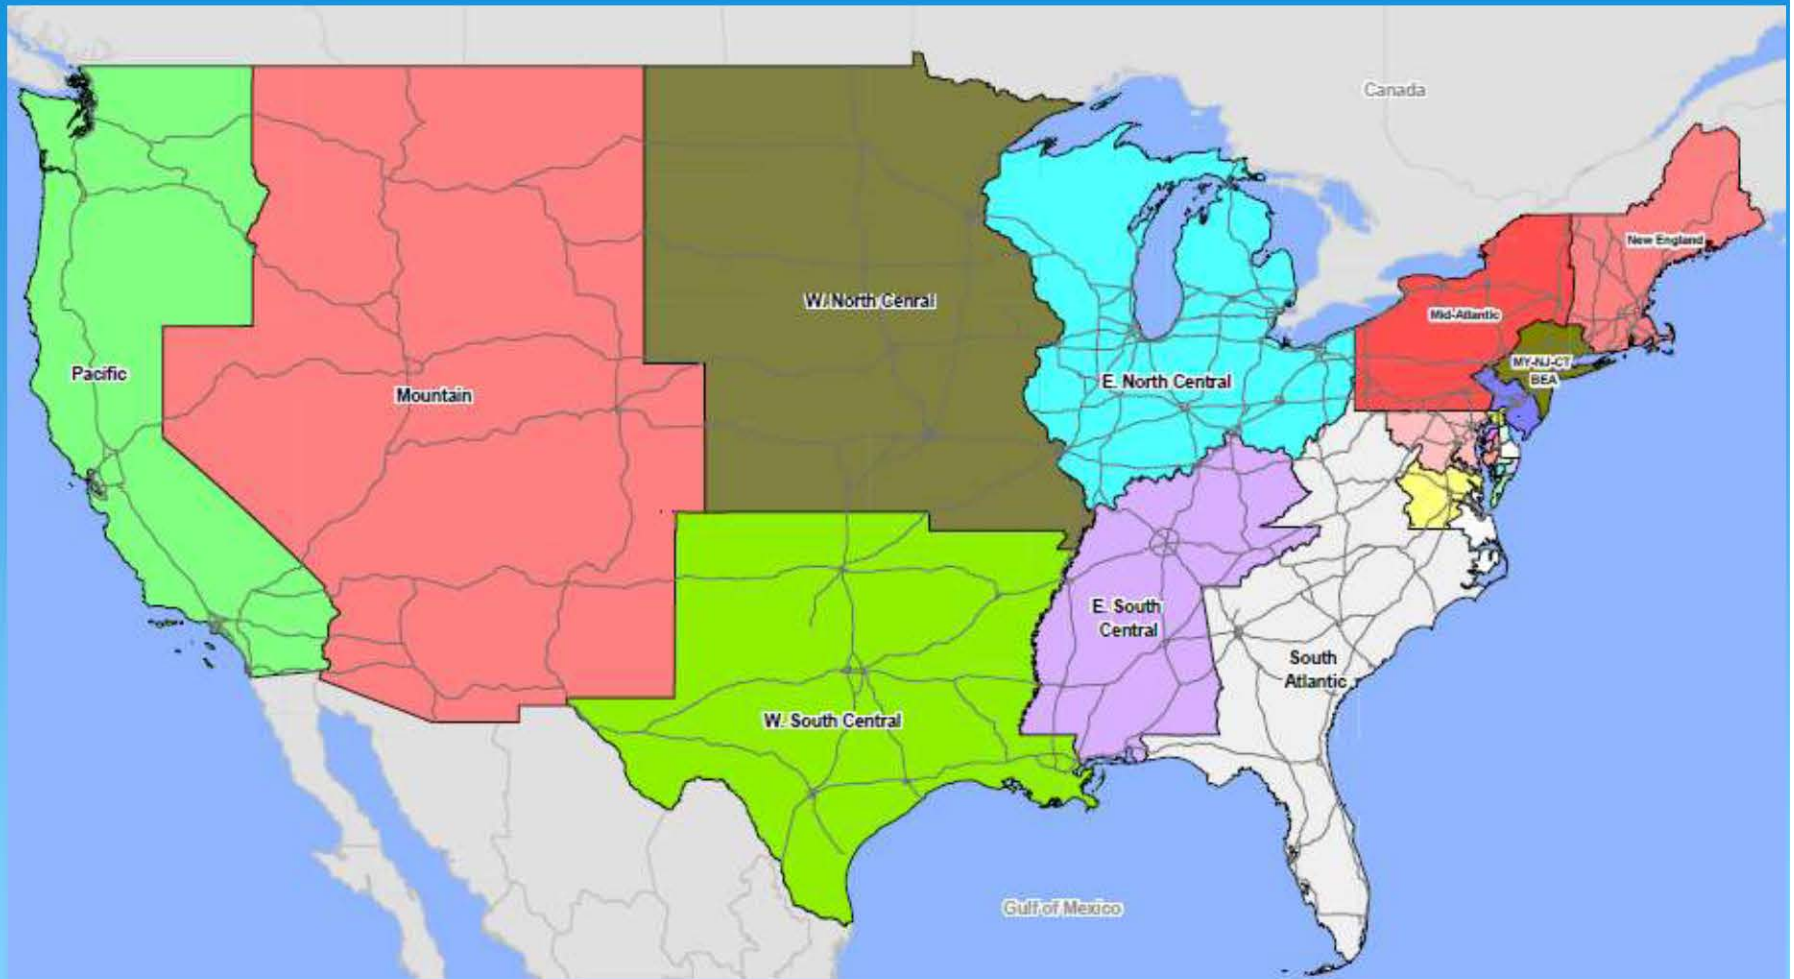 Canada
New England
W. North Cenral
Mid-Atlantic
MY-NJ-CT
BEA
Pacific
E. North Central
Mountain
E. South
Central
South
Atlantic
W. South Central
Gulf of Mexico